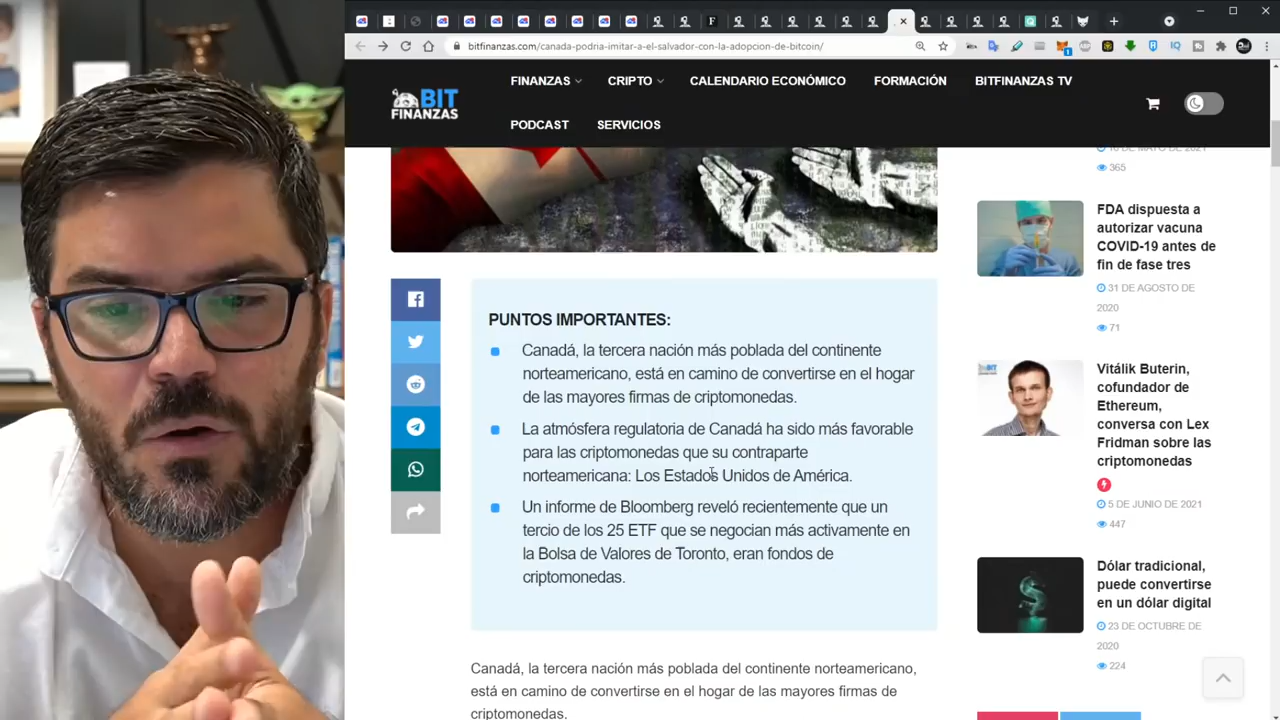 bitfinanzas.com/canada-podria-imitar-a-el-salvador-con-la-adopcion-de-bitcoin/
BIT
FINANZAS
FINANZAS
CRIPTO
CALENDARIO ECONÓMICO
FORMACIÓN
BITFINANZAS TV
PODCAST
SERVICIOS
PUNTOS IMPORTANTES:
Canadá, la tercera nación más poblada del continente
norteamericano, está en camino de convertirse en el hogar
de las mayores firmas de criptomonedas.
La atmósfera regulatoria de Canadá ha sido más favorable
para las criptomonedas que su contraparte
norteamericana: Los Estados Unidos de América.
Un informe de Bloomberg reveló recientemente que un
tercio de los 25 ETF que se negocian más activamente en
la Bolsa de Valores de Toronto, eran fondos de
criptomonedas.
Canadá, la tercera nación más poblada del continente norteamericano,
está en camino de convertirse en el hogar de las mayores firmas de
criptomonedas.
DE MAYO DE 2021
365
FDA dispuesta a
autorizar vacuna
COVID-19 antes de
fin de fase tres
31 DE AGOSTO DE
2020
71
Vitálik Buterin,
cofundador de
Ethereum,
conversa con Lex
Fridman sobre las
criptomonedas
5 DE JUNIO DE 2021
447
Dólar tradicional,
puede convertirse
en un dólar digital
23 DE OCTUBRE DE
2020
224